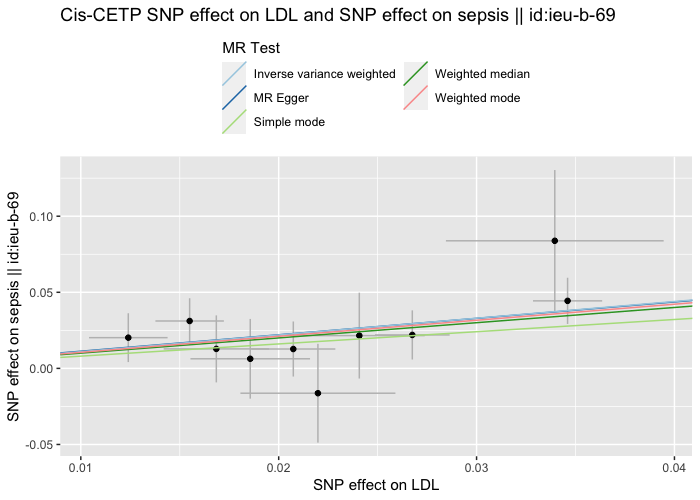 Cis-CETP SNP effect on LDL and SNP effect on sepsis || id:ieu-b-69
MR Test
Inverse variance weighted
Weighted median
MR Egger
Weighted mode
Simple mode
SNP effect on sepsis || id:ieu-b-69
0.10
0.05
0.00
-0.05
0.01
0.02
0.03
0.04
SNP effect on LDL